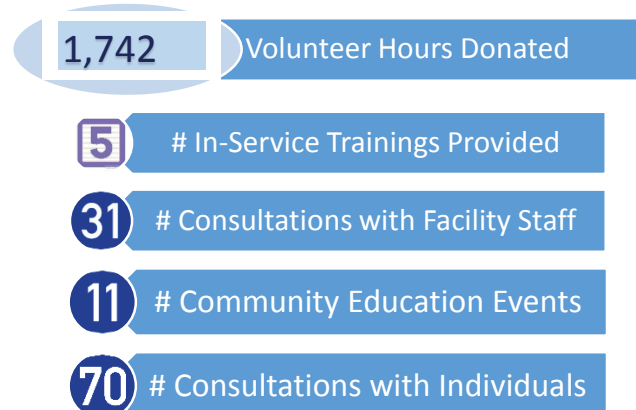 1,742 Volunteer Hours Donated
5 # In-Service Trainings Provided
31 # Consultations with Facility Staff
11 # Community Education Events
70 # Consultations with Individuals